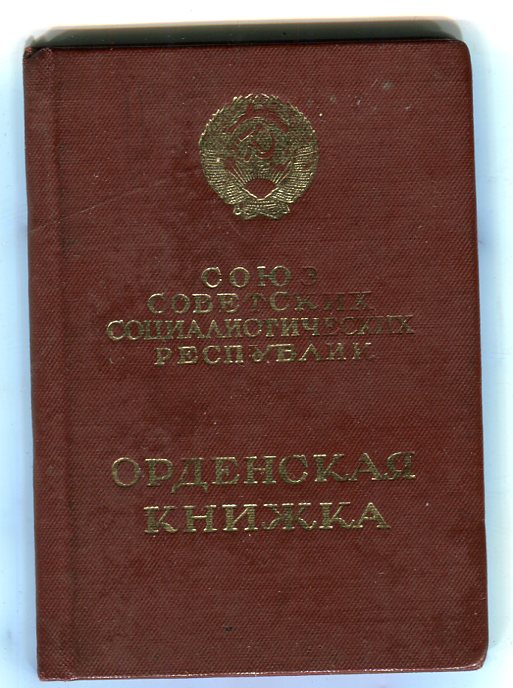 СОЮЗ
СОВЕТСКИХ
СОЦИАЛИСТИЧЕСКИХ
РЕСПУБЛИК
ОРДЕНСКАЯ
КНИЖКА